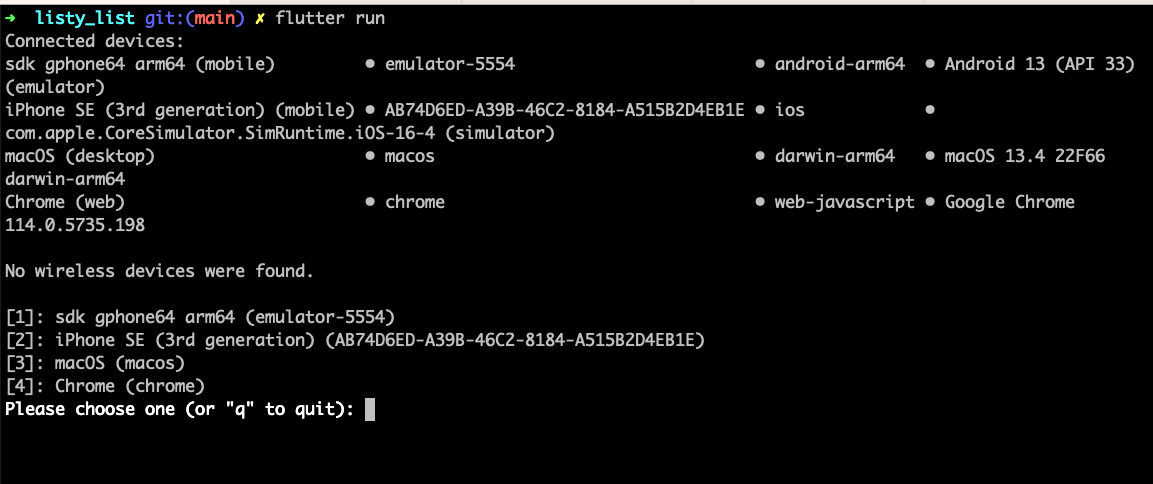 ➜ listy_list git:(main) ✗ flutter run
Connected devices:
sdk gphone64 arm64 (mobile) • emulator-5554 • android-arm64 • Android 13 (API 33)
(emulator)
iPhone SE (3rd generation) (mobile) • AB74D6ED-A39B-46C2-8184-A515B2D4EB1E • ios •
com.apple.CoreSimulator.SimRuntime.iOS-16-4 (simulator)
macOS (desktop) • macos • darwin-arm64 • macOS 13.4 22F66
darwin-arm64
Chrome (web) • chrome • web-javascript • Google Chrome
114.0.5735.198
No wireless devices were found.
[1]: sdk gphone64 arm64 (emulator-5554)
[2]: iPhone SE (3rd generation) (AB74D6ED-A39B-46C2-8184-A515B2D4EB1E)
[3]: macOS (macos)
[4]: Chrome (chrome)
Please choose one (or "q" to quit):